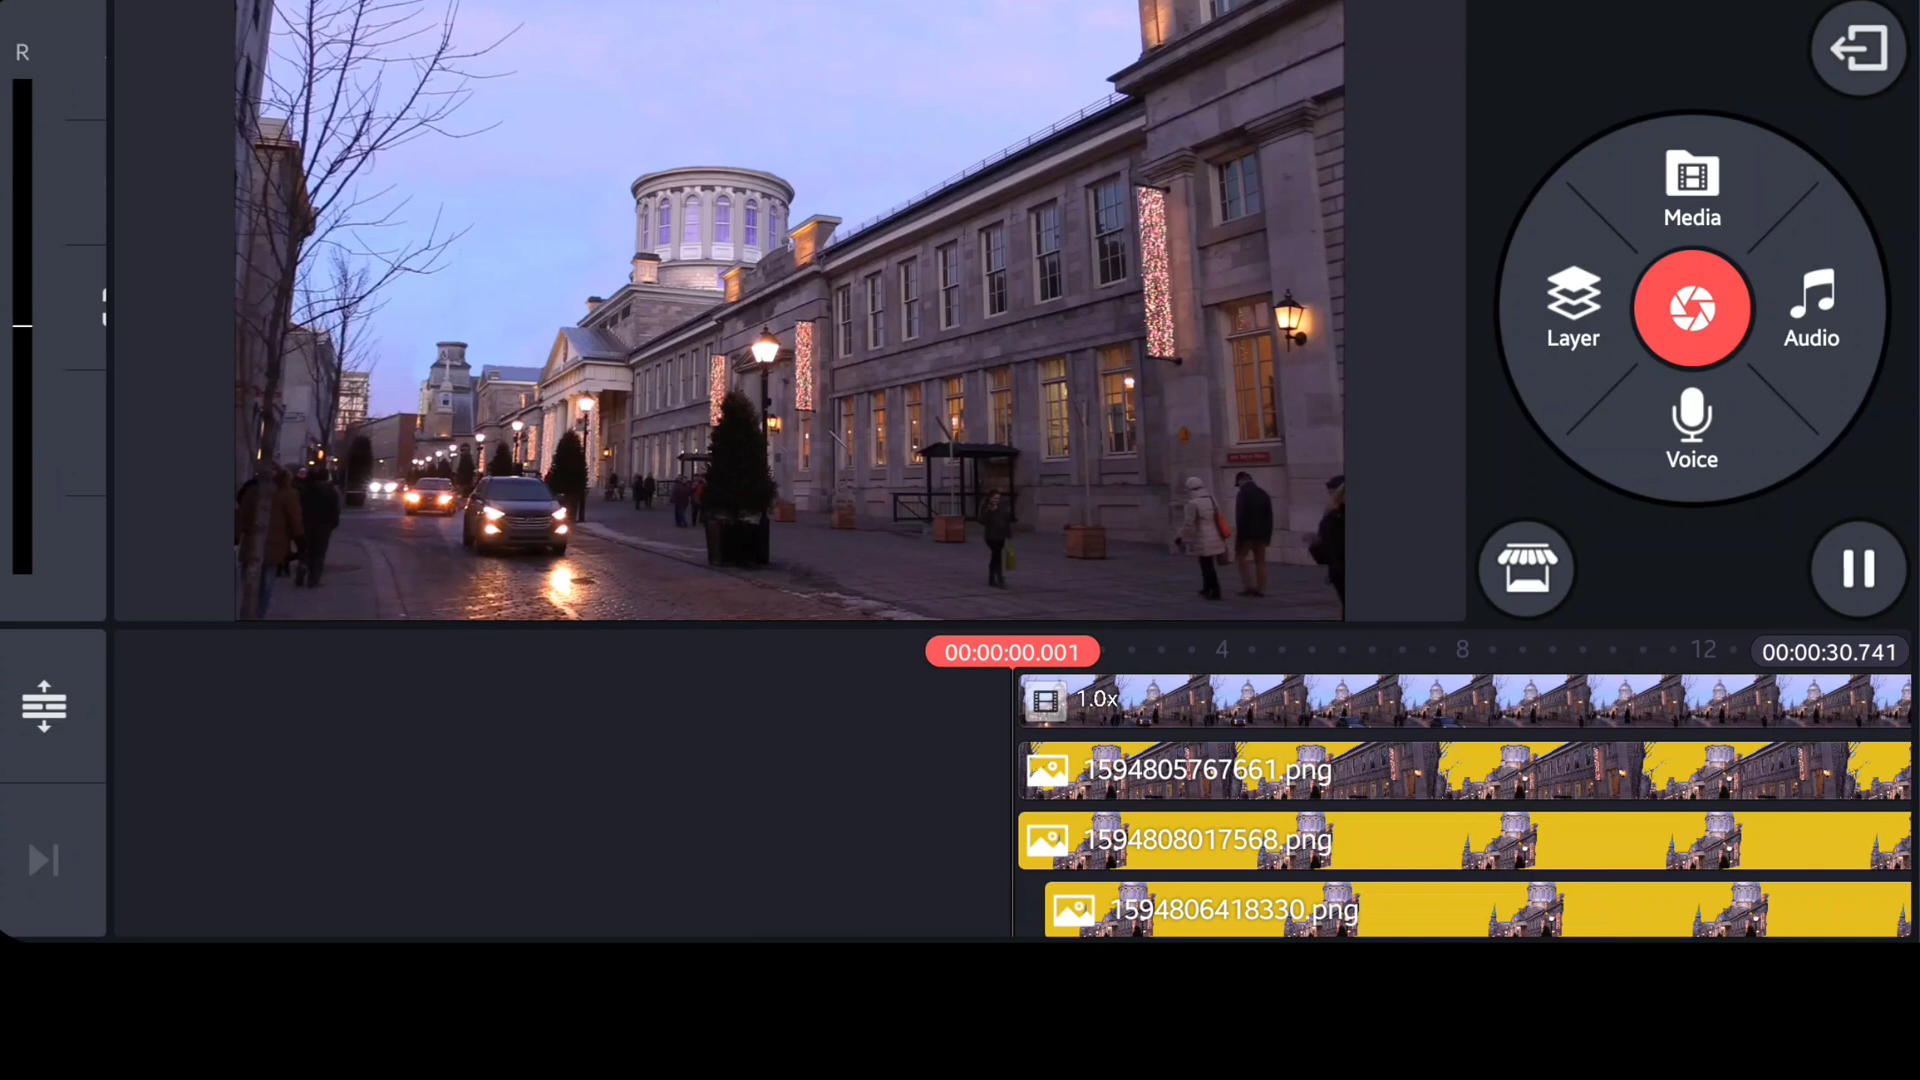 R
Media
Layer
Audio
Voice
00:00:00.001
4
8
12
00:00:30.741
1.0x
1594805767661.png
1594808017568.png
1594806418330.png